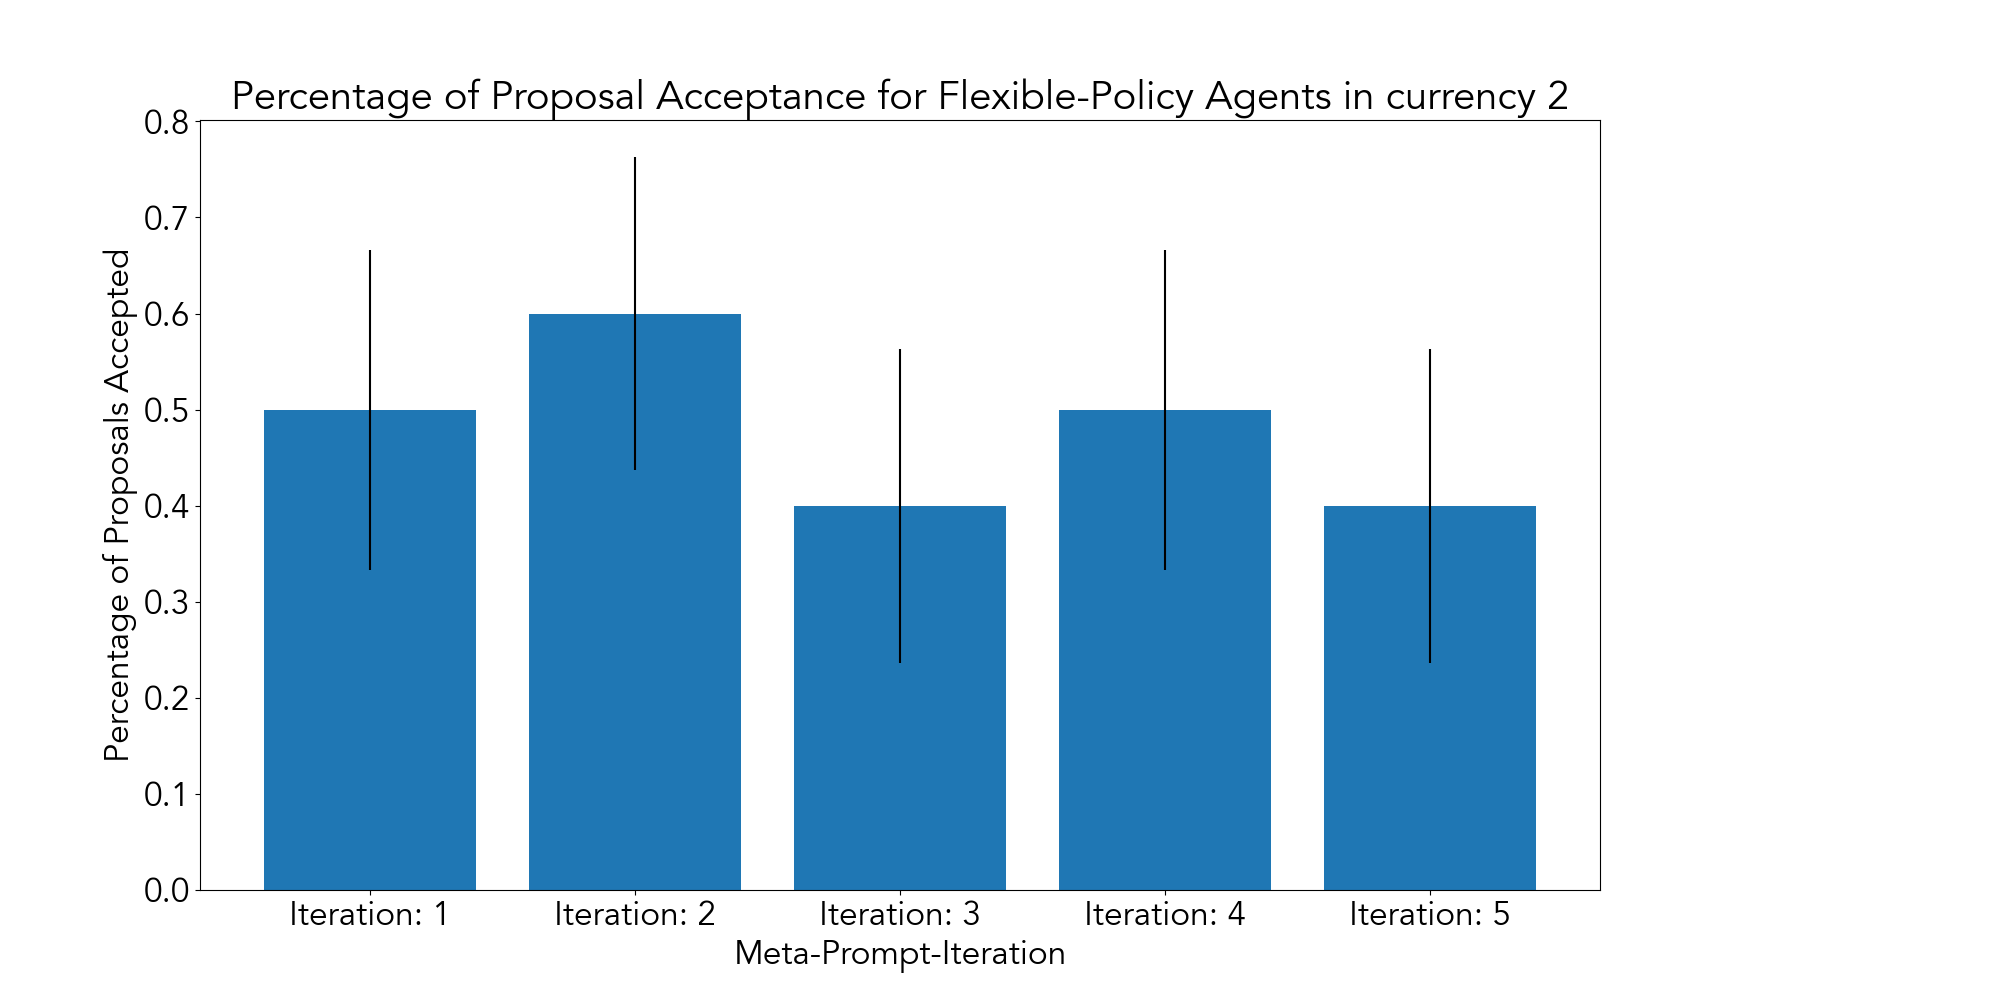 Percentage of Proposal Acceptance for Flexible-Policy Agents in currency 2
Percentage of Proposals Accepted
0.8
0.7
0.6
0.5
0.4
0.3
0.2
0.1
0.0
Iteration: 1
Iteration: 2
Iteration: 3
Iteration: 4
Iteration: 5
Meta-Prompt-Iteration